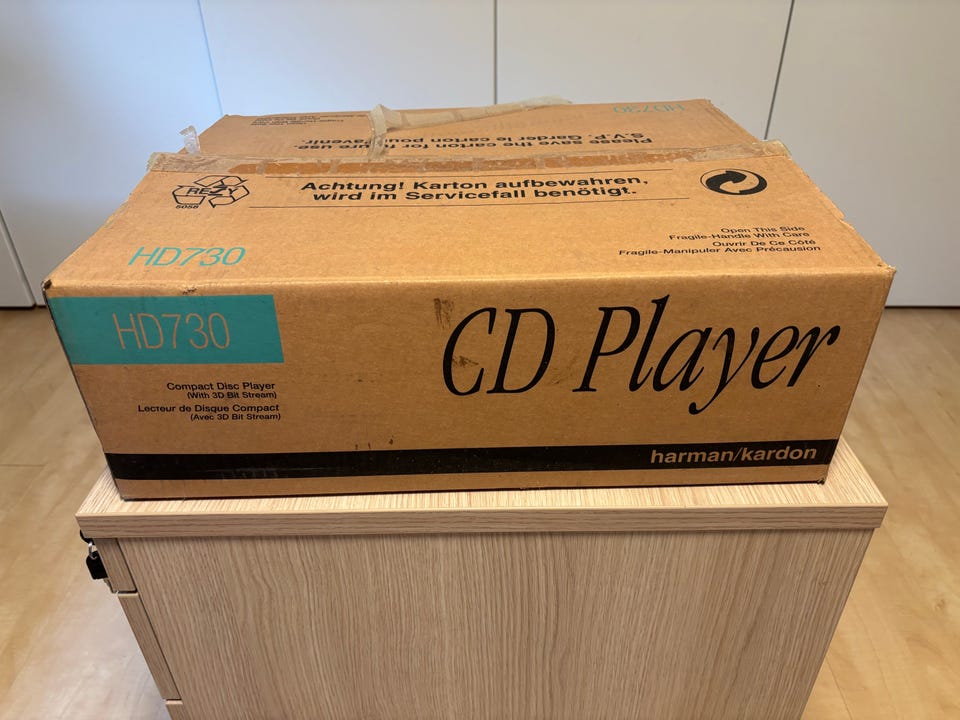 HD730
Please save the carton for future use
S.V.P. Garder le carton pour l'avenir.
RESY
5058
Achtung! Karton aufbewahren,
wird im Servicefall benötigt.
Open This Side
Fragile-Handle With Care
Ouvrir De Ce Côté
Fragile-Manipuler Avec Précausion
HD730
HD730
CD Player
Compact Disc Player
(With 3D Bit Stream)
Lecteur de Disque Compact
(Avec 3D Bit Stream)
harman/kardon